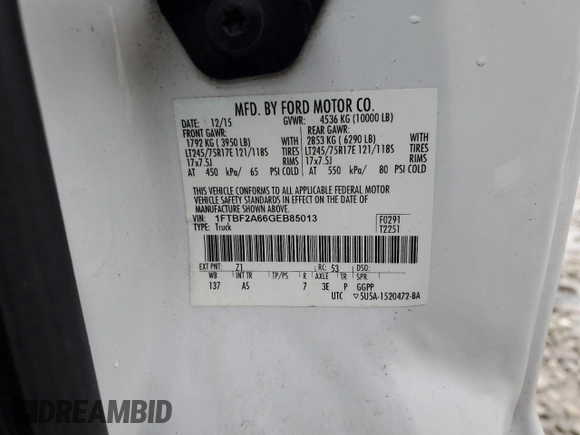 MFD. BY FORD MOTOR CO.
DATE: 12/15 GVWR: 4536 KG (10000 LB)
FRONT GAWR: REAR GAWR:
1792 KG ( 3950 LB) WITH 2853 KG ( 6290 LB) WITH
LT245/75R17E 121/118S TIRES LT245/75R17E 121/118S TIRES
17x7.5J RIMS 17x7.5J RIMS
AT 450 kPa/ 65 PSI COLD AT 550 kPa/ 80 PSI COLD
THIS VEHICLE CONFORMS TO ALL APPLICABLE FEDERAL MOTOR
VEHICLE SAFETY STANDARDS IN EFFECT ON THE DATE OF
MANUFACTURE SHOWN ABOVE.
VIN: 1FTBF2A66GEB85013 F0291
TYPE: Truck T2251
EXT PNT: Z1 RC: 53 DSO:
WB INT TR TP/PS R AXLE TR SPR
137 AS 7 3E P GGPP
UTC ▽5U5A-1520472-BA
DREAMBID